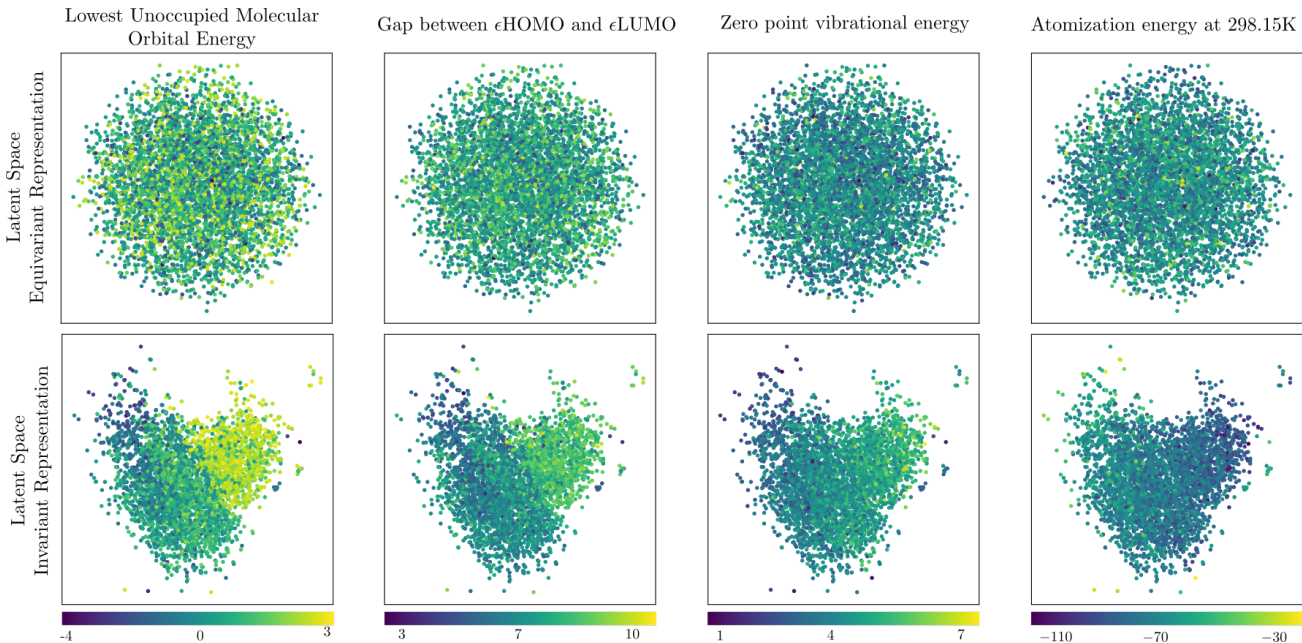 Lowest Unoccupied Molecular
Orbital Energy
Gap between ϵHOMO and ϵLUMO
Zero point vibrational energy
Atomization energy at 298.15K
Latent Space
Equivariant Representation
Latent Space
Invariant Representation
-4 0 3
3 7 10
1 4 7
−110 −70 −30